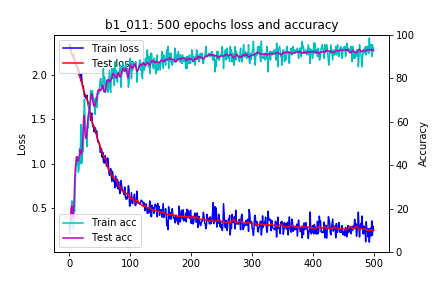 b1_011: 500 epochs loss and accuracy
Train loss
Test loss
2.0
1.5
1.0
0.5
Loss
100
80
60
40
20
0
Accuracy
Train acc
Test acc
0 100 200 300 400 500